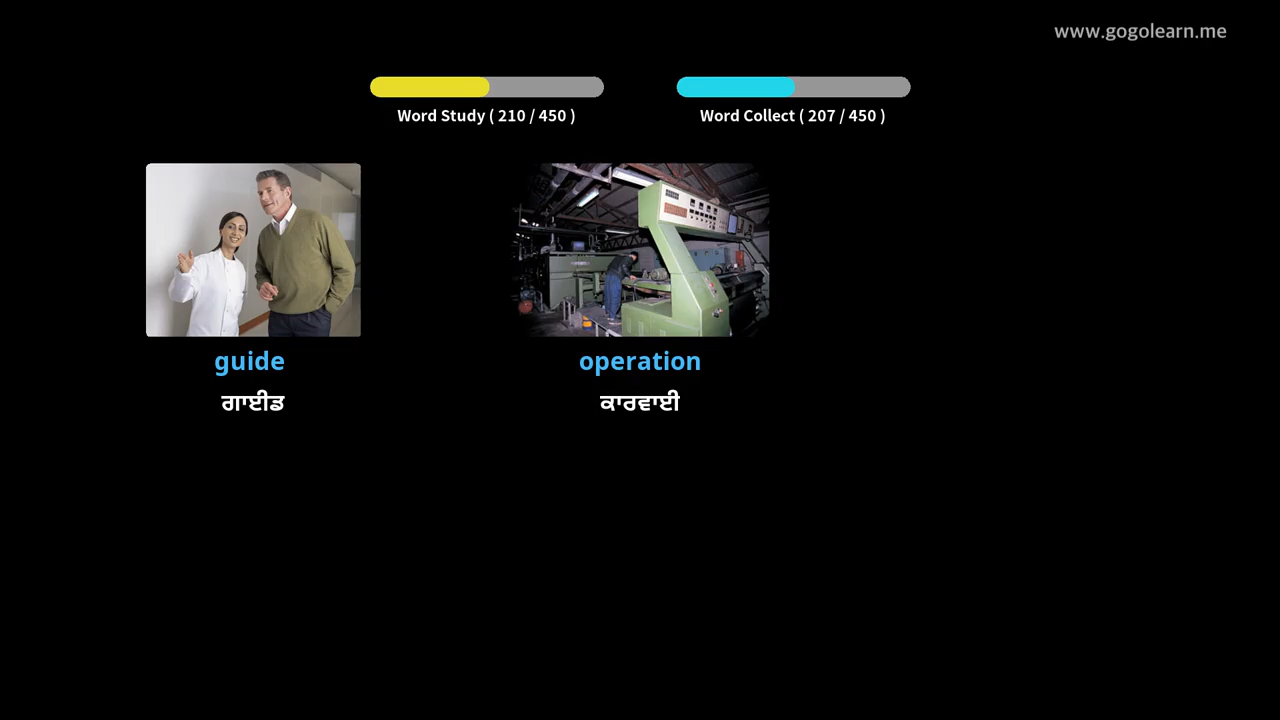 www.gogolearn.me
Word Study ( 210 / 450 )
Word Collect ( 207 / 450 )
guide
operation
ਗਾਈਡ
ਕਾਰਵਾਈ